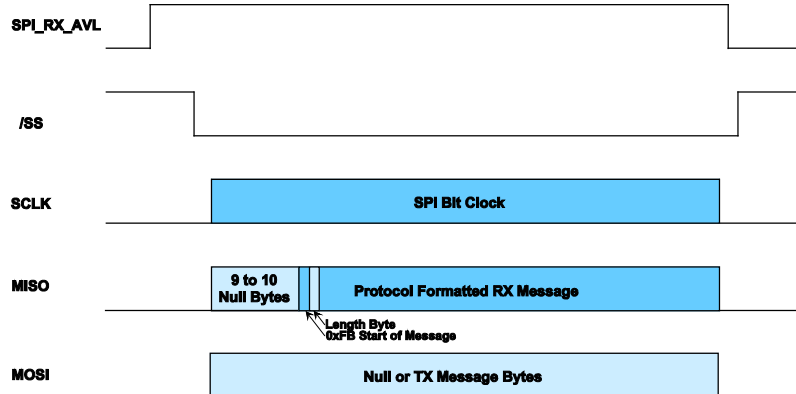 SPI_RX_AVL
/SS
SCLK
SPI Bit Clock
MISO
9 to 10
Null Bytes
Protocol Formatted RX Message
Length Byte
0xFB Start of Message
MOSI
Null or TX Message Bytes